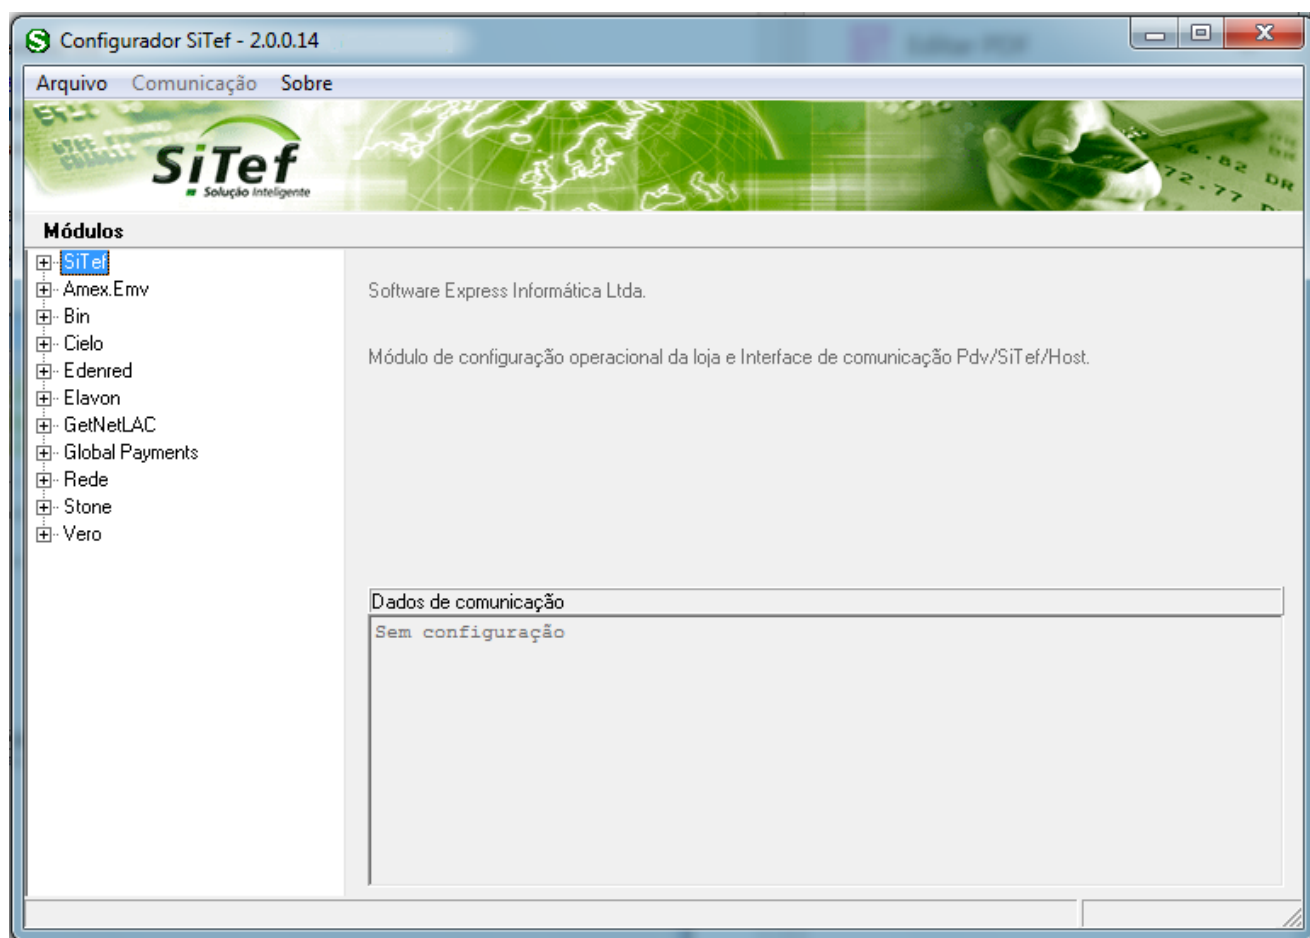 Configurador SiTef - 2.0.0.14
Editar PDF
Arquivo Comunicação Sobre
SiTef
Solução Inteligente
Módulos
SiTef
Amex.Emv
Bin
Cielo
Edenred
Elavon
GetNetLAC
Global Payments
Rede
Stone
Vero
Software Express Informática Ltda.
Módulo de configuração operacional da loja e Interface de comunicação Pdv/SiTef/Host.
Dados de comunicação
Sem configuração